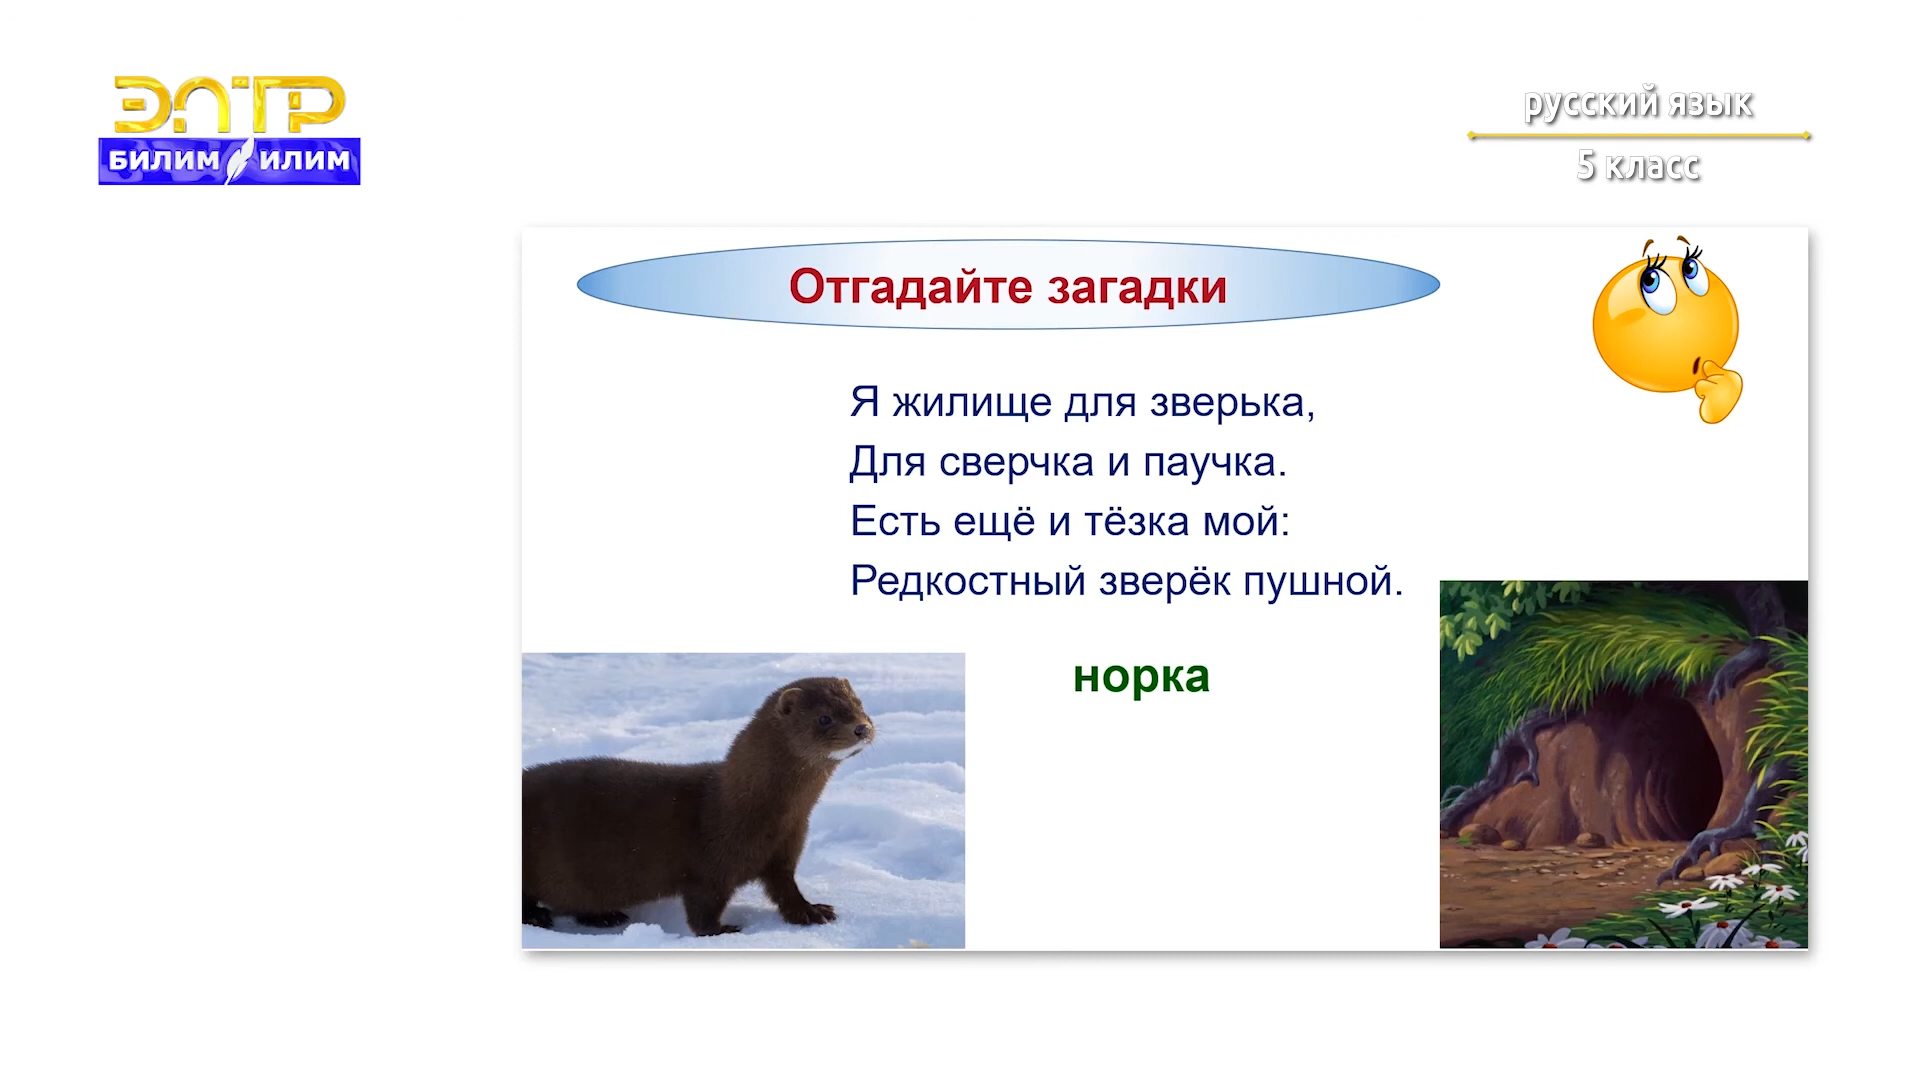 ЭЛТР
БИЛИМ ИЛИМ
русский язык
5 класс
Отгадайте загадки
Я жилище для зверька,
Для сверчка и паучка.
Есть ещё и тёзка мой:
Редкостный зверёк пушной.
норка